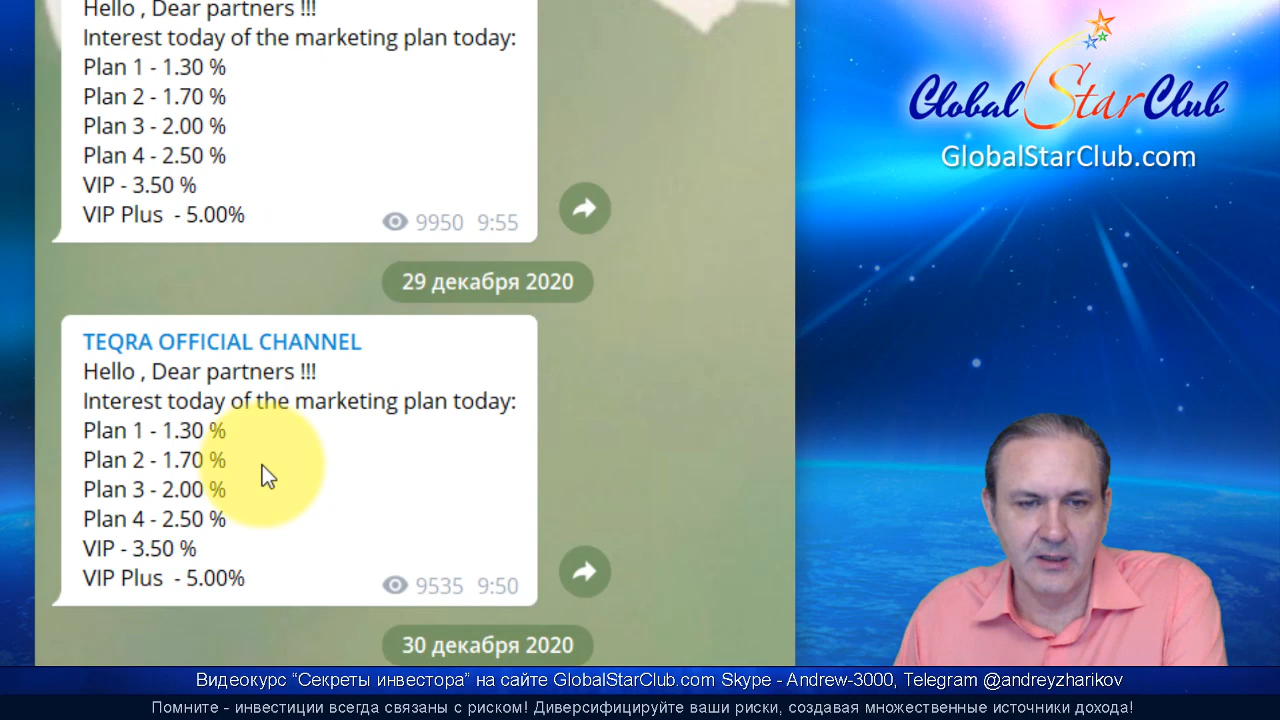 Hello , Dear partners !!!
Interest today of the marketing plan today:
Plan 1 - 1.30 %
Plan 2 - 1.70 %
Plan 3 - 2.00 %
Plan 4 - 2.50 %
VIP - 3.50 %
VIP Plus - 5.00%
9950 9:55
29 декабря 2020
TEQRA OFFICIAL CHANNEL
Hello , Dear partners !!!
Interest today of the marketing plan today:
Plan 1 - 1.30 %
Plan 2 - 1.70 %
Plan 3 - 2.00 %
Plan 4 - 2.50 %
VIP - 3.50 %
VIP Plus - 5.00%
9535 9:50
30 декабря 2020
Global Star Club
GlobalStarClub.com
Видеокурс “Секреты инвестора” на сайте GlobalStarClub.com Skype - Andrew-3000, Telegram @andreyzharikov
Помните - инвестиции всегда связаны с риском! Диверсифицируйте ваши риски, создавая множественные источники дохода!